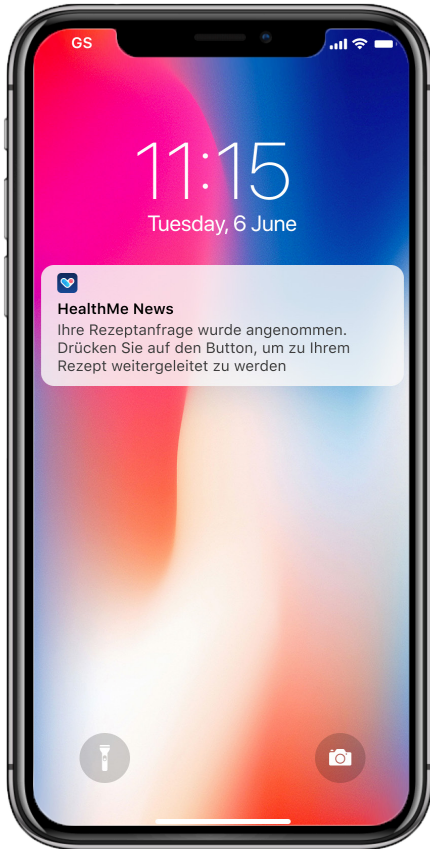 GS
11:15
Tuesday, 6 June
HealthMe News
Ihre Rezeptanfrage wurde angenommen.
Drücken Sie auf den Button, um zu Ihrem
Rezept weitergeleitet zu werden